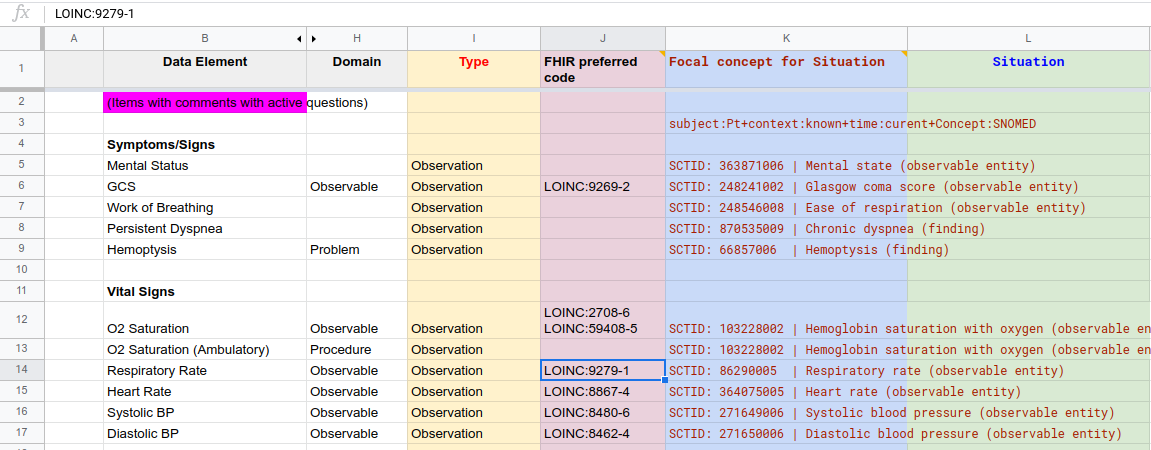 fx LOINC:9279-1
A B H I J K L
1 Data Element Domain Type FHIR preferred code Focal concept for Situation Situation
2 (Items with comments with active questions)
3 subject:Pt+context:known+time:curent+Concept:SNOMED
4 Symptoms/Signs
5 Mental Status Observation SCTID: 363871006 | Mental state (observable entity)
6 GCS Observable Observation LOINC:9269-2 SCTID: 248241002 | Glasgow coma score (observable entity)
7 Work of Breathing Observation SCTID: 248546008 | Ease of respiration (observable entity)
8 Persistent Dyspnea Observation SCTID: 870535009 | Chronic dyspnea (finding)
9 Hemoptysis Problem Observation SCTID: 66857006 | Hemoptysis (finding)
10
11 Vital Signs
LOINC:2708-6
12 O2 Saturation Observable Observation LOINC:59408-5 SCTID: 103228002 | Hemoglobin saturation with oxygen (observable en
13 O2 Saturation (Ambulatory) Procedure Observation SCTID: 103228002 | Hemoglobin saturation with oxygen (observable en
14 Respiratory Rate Observable Observation LOINC:9279-1 SCTID: 86290005 | Respiratory rate (observable entity)
15 Heart Rate Observable Observation LOINC:8867-4 SCTID: 364075005 | Heart rate (observable entity)
16 Systolic BP Observable Observation LOINC:8480-6 SCTID: 271649006 | Systolic blood pressure (observable entity)
17 Diastolic BP Observable Observation LOINC:8462-4 SCTID: 271650006 | Diastolic blood pressure (observable entity)